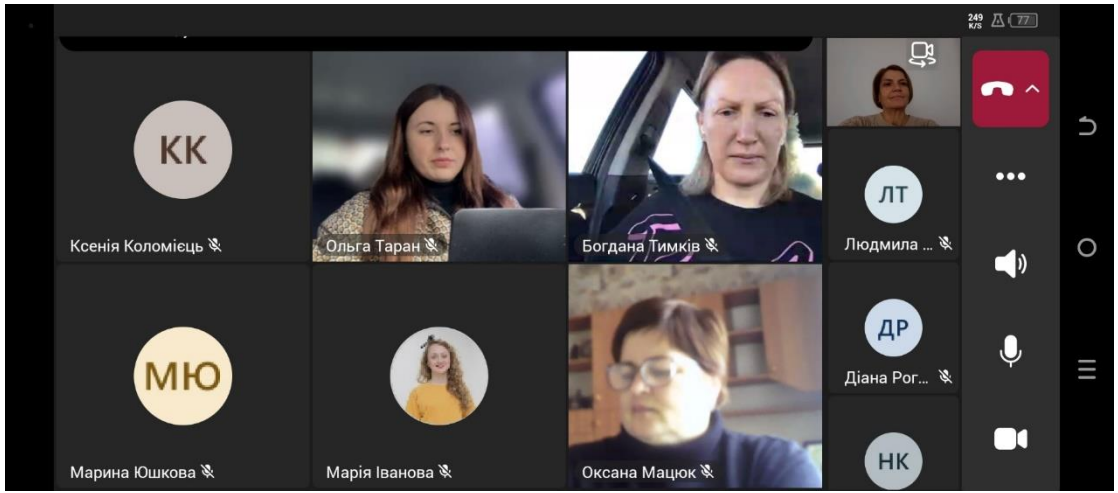 249
K/S
77
КК
Ксенія Коломієць
Ольга Таран
Богдана Тимків
ЛТ
Людмила ...
МЮ
Марина Юшкова
Марія Іванова
Оксана Мацюк
ДР
Діана Рог...
НК